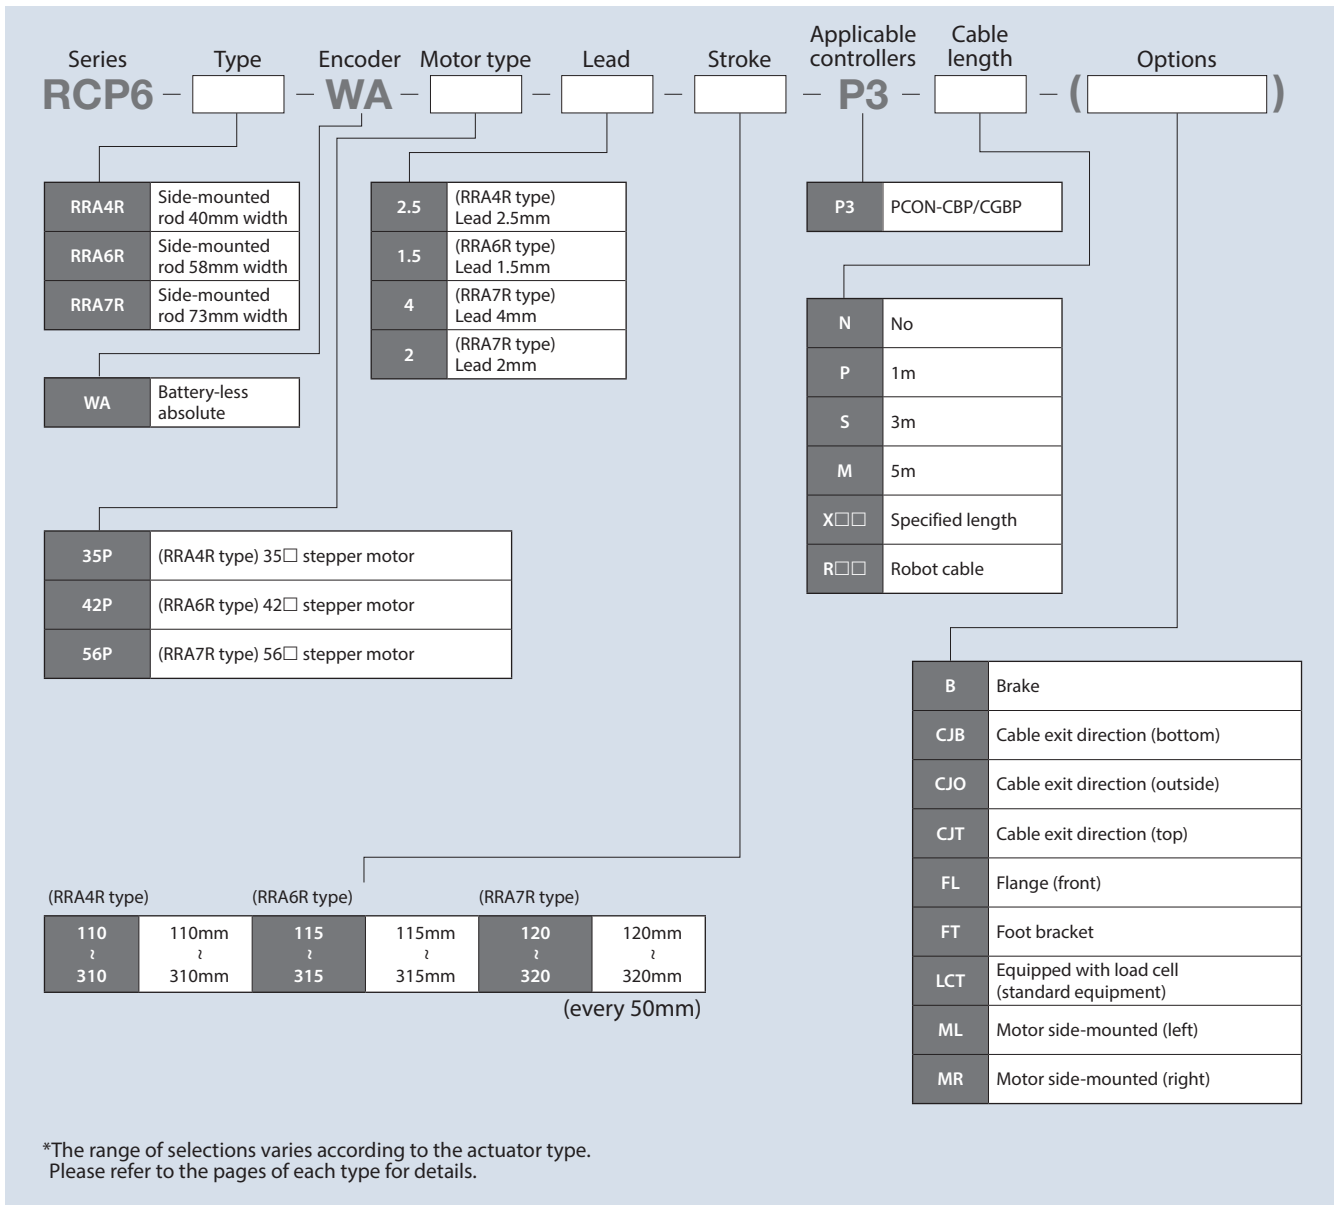 Series Type Encoder Motor type Lead Stroke Applicable controllers Cable length Options
RCP6 – □ – WA – □ – □ – □ – P3 – □ – (□)
RRA4R Side-mounted
rod 40mm width
RRA6R Side-mounted
rod 58mm width
RRA7R Side-mounted
rod 73mm width
WA Battery-less
absolute
2.5 (RRA4R type)
Lead 2.5mm
1.5 (RRA6R type)
Lead 1.5mm
4 (RRA7R type)
Lead 4mm
2 (RRA7R type)
Lead 2mm
35P (RRA4R type) 35□ stepper motor
42P (RRA6R type) 42□ stepper motor
56P (RRA7R type) 56□ stepper motor
P3 PCON-CBP/CGBP
N No
P 1m
S 3m
M 5m
X□□ Specified length
R□□ Robot cable
B Brake
CJB Cable exit direction (bottom)
CJO Cable exit direction (outside)
CJT Cable exit direction (top)
FL Flange (front)
FT Foot bracket
LCT Equipped with load cell
(standard equipment)
ML Motor side-mounted (left)
MR Motor side-mounted (right)
(RRA4R type) (RRA6R type) (RRA7R type)
110 110mm 115 115mm 120 120mm
~ ~ ~ ~ ~ ~
310 310mm 315 315mm 320 320mm
(every 50mm)
*The range of selections varies according to the actuator type.
Please refer to the pages of each type for details.